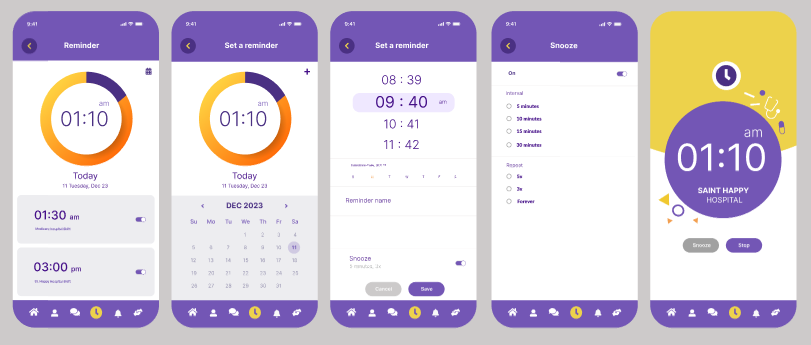 9:41
Reminder
am
01:10
Today
11 Tuesday, Dec 23
01:30 am
03:00 pm
9:41
Set a reminder
am
01:10
Today
11 Tuesday, Dec 23
DEC 2023
Su Mo Tu We Th Fr Sa
1 2 3 4
5 6 7 8 9 10 11
12 13 14 15 16 17 18
19 20 21 22 23 24 25
26 27 28 29 30 31
9:41
Set a reminder
08 : 39
09 : 40 am
10 : 41
11 : 42
Reminder name
Snooze
5 minutes, 3x
Cancel Save
9:41
Snooze
On
Interval
5 minutes
10 minutes
15 minutes
30 minutes
Repeat
5x
3x
Forever
am
01:10
SAINT HAPPY
HOSPITAL
Snooze Stop